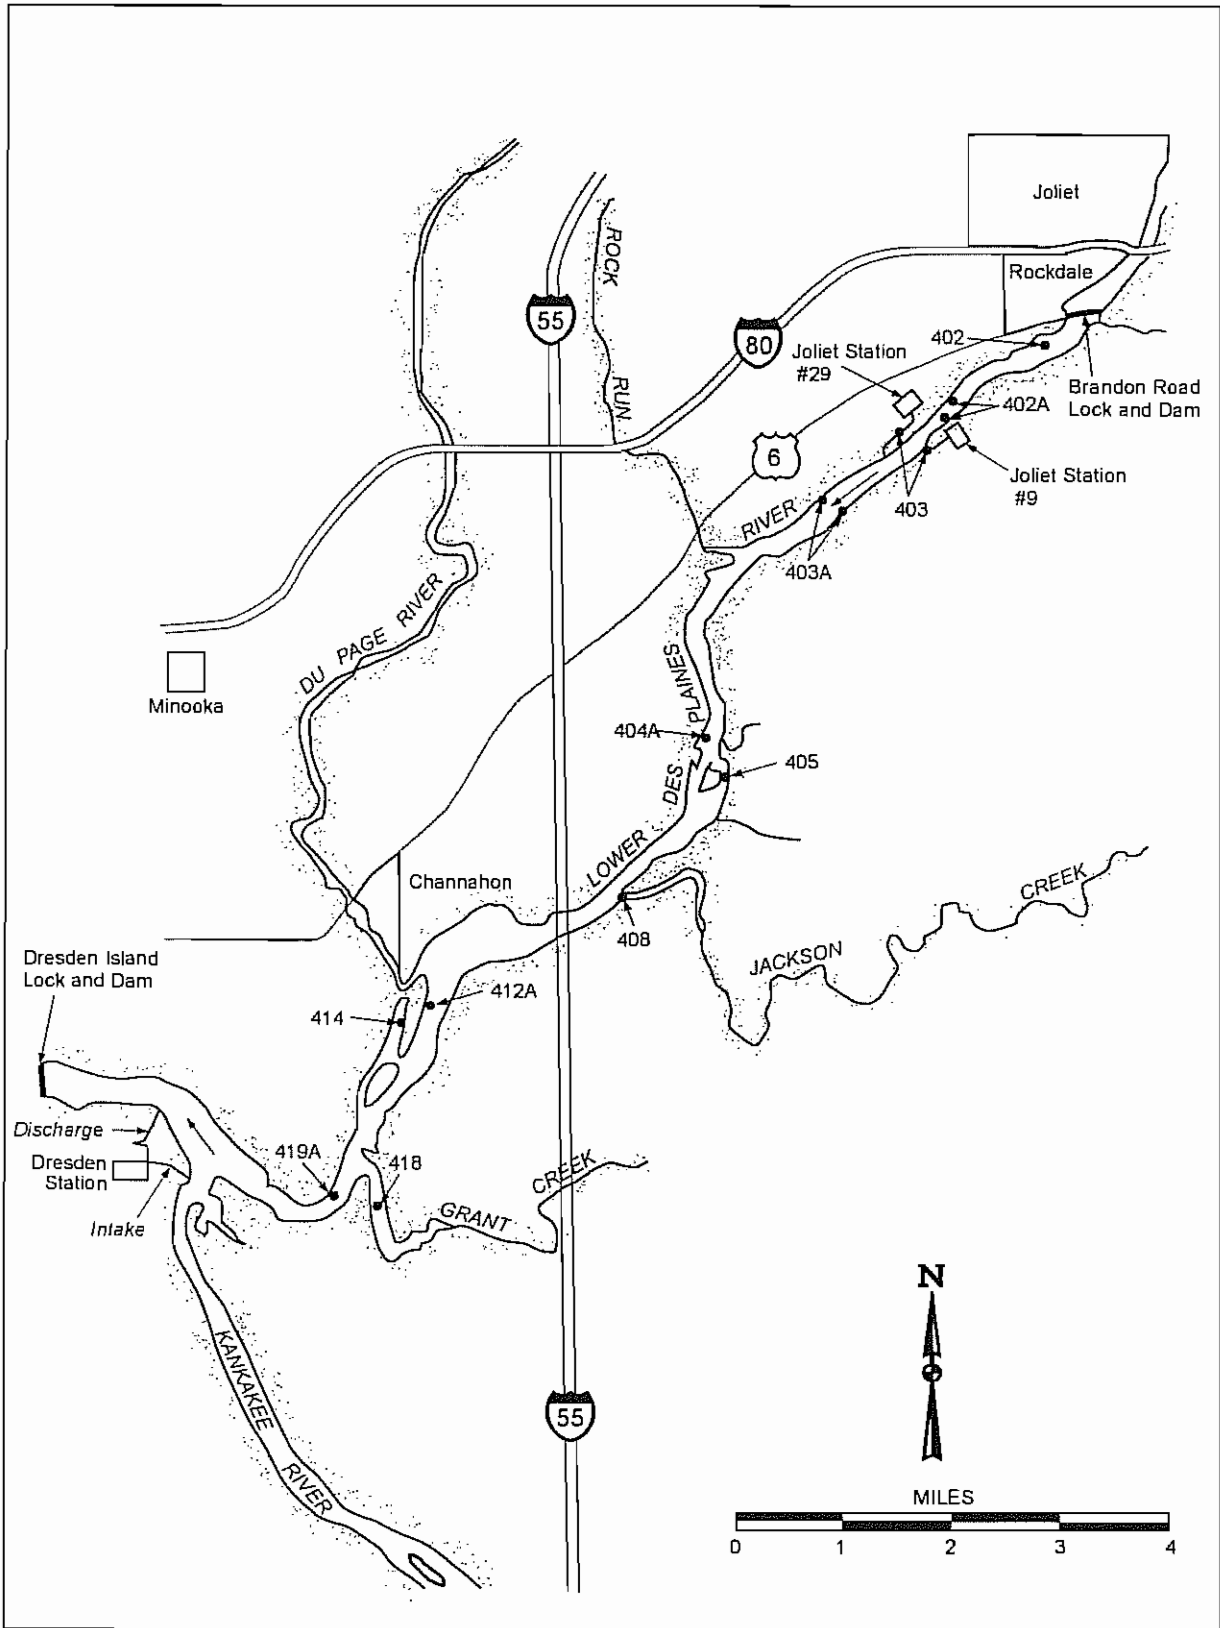 Joliet
ROCK
RUN
Rockdale
55
80
402
Joliet Station
#29
Brandon Road
Lock and Dam
402A
6
Joliet Station
#9
403
RIVER
403A
DU PAGE RIVER
Minooka
PLAINES
404A
405
DES
LOWER
Channahon
CREEK
408
JACKSON
Dresden Island
Lock and Dam
412A
414
Discharge
419A
418
Dresden
Station
CREEK
Intake
GRANT
N
KANKAKEE
RIVER
55
MILES
0 1 2 3 4